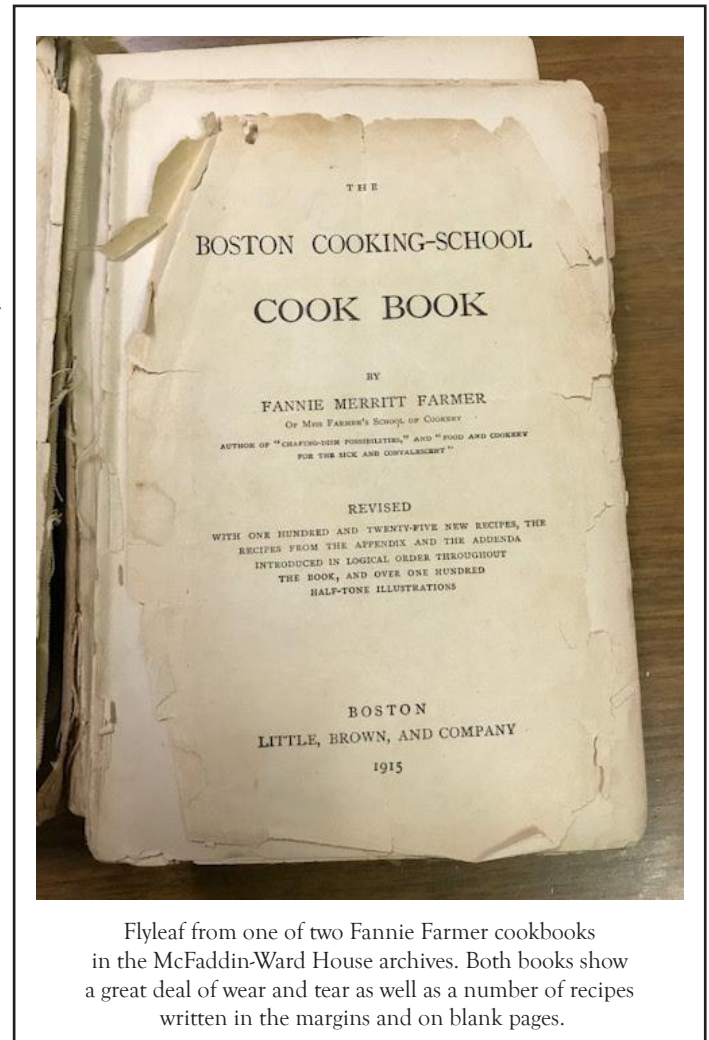 THE
BOSTON COOKING-SCHOOL
COOK BOOK
BY
FANNIE MERRITT FARMER
OF MISS FARMER'S SCHOOL OF COOKERY
AUTHOR OF "CHAFING-DISH POSSIBILITIES," AND "FOOD AND COOKERY
FOR THE SICK AND CONVALESCENT"
REVISED
WITH ONE HUNDRED AND TWENTY-FIVE NEW RECIPES, THE
RECIPES FROM THE APPENDIX AND THE ADDENDA
INTRODUCED IN LOGICAL ORDER THROUGHOUT
THE BOOK, AND OVER ONE HUNDRED
HALF-TONE ILLUSTRATIONS
BOSTON
LITTLE, BROWN, AND COMPANY
1915
Flyleaf from one of two Fannie Farmer cookbooks
in the McFaddin-Ward House archives. Both books show
a great deal of wear and tear as well as a number of recipes
written in the margins and on blank pages.